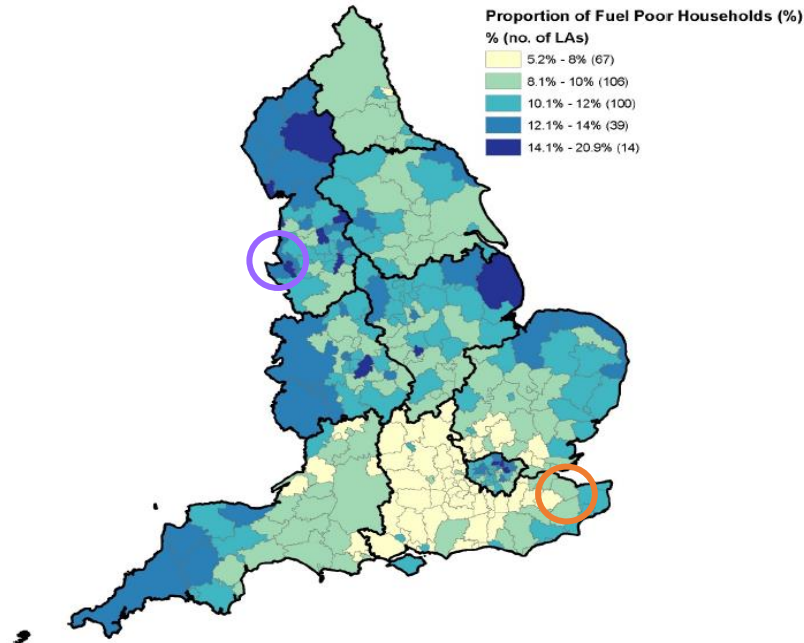 Proportion of Fuel Poor Households (%)
% (no. of LAs)
5.2% - 8% (67)
8.1% - 10% (106)
10.1% - 12% (100)
12.1% - 14% (39)
14.1% - 20.9% (14)